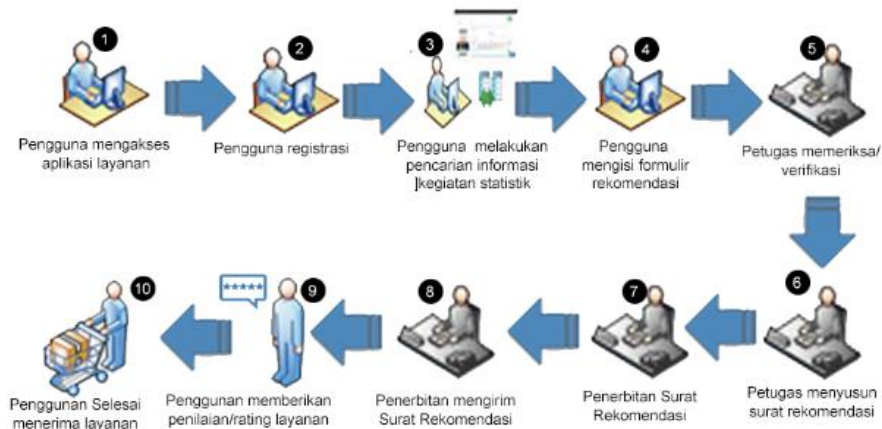 1
Pengguna mengakses
aplikasi layanan
2
Pengguna registrasi
3
Pengguna melakukan
pencarian informasi
]kegiatan statistik
4
Pengguna
mengisi formulir
rekomendasi
5
Petugas memeriksa/
verifikasi
6
Petugas menyusun
surat rekomendasi
7
Penerbitan Surat
Rekomendasi
8
Penerbitan mengirim
Surat Rekomendasi
9
*****
Penggunan memberikan
penilaian/rating layanan
10
Penggunan Selesai
menerima layanan